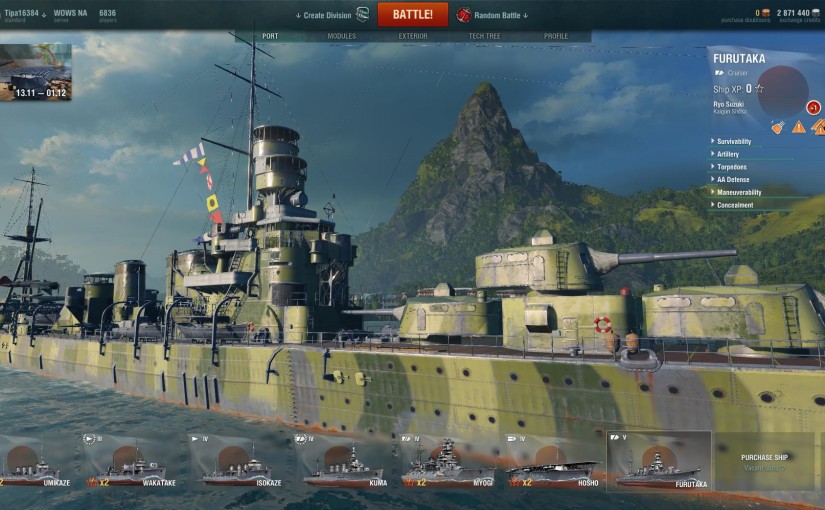 Tipa16384
standard
WOWS NA
players
6836
Create Division
BATTLE!
Random Battle
0
2 871 440
purchase doubloons
exchange credits
PORT
MODULES
EXTERIOR
TECH TREE
PROFILE
13.11 — 01.12
FURUTAKA
Cruiser
Ship XP: 0
Ryo Suzuki
-1
Survivability
Artillery
Torpedoes
AA Defense
Maneuverability
Concealment
UMIKAZE
III
x2
WAKATAKE
IV
ISOKAZE
IV
KUMA
IV
x2
MYOGI
IV
x2
HOSHO
V
FURUTAKA
PURCHASE SHIP